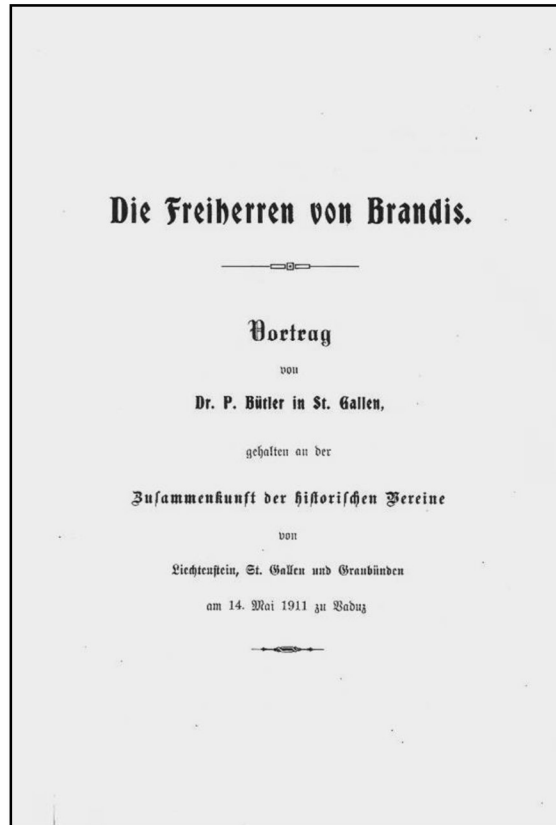 Die Freiherren von Brandis.
Vortrag
von
Dr. P. Bütler in St. Gallen,
gehalten an der
Zusammenkunft der historischen Vereine
von
Liechtenstein, St. Gallen und Graubünden
am 14. Mai 1911 zu Vaduz